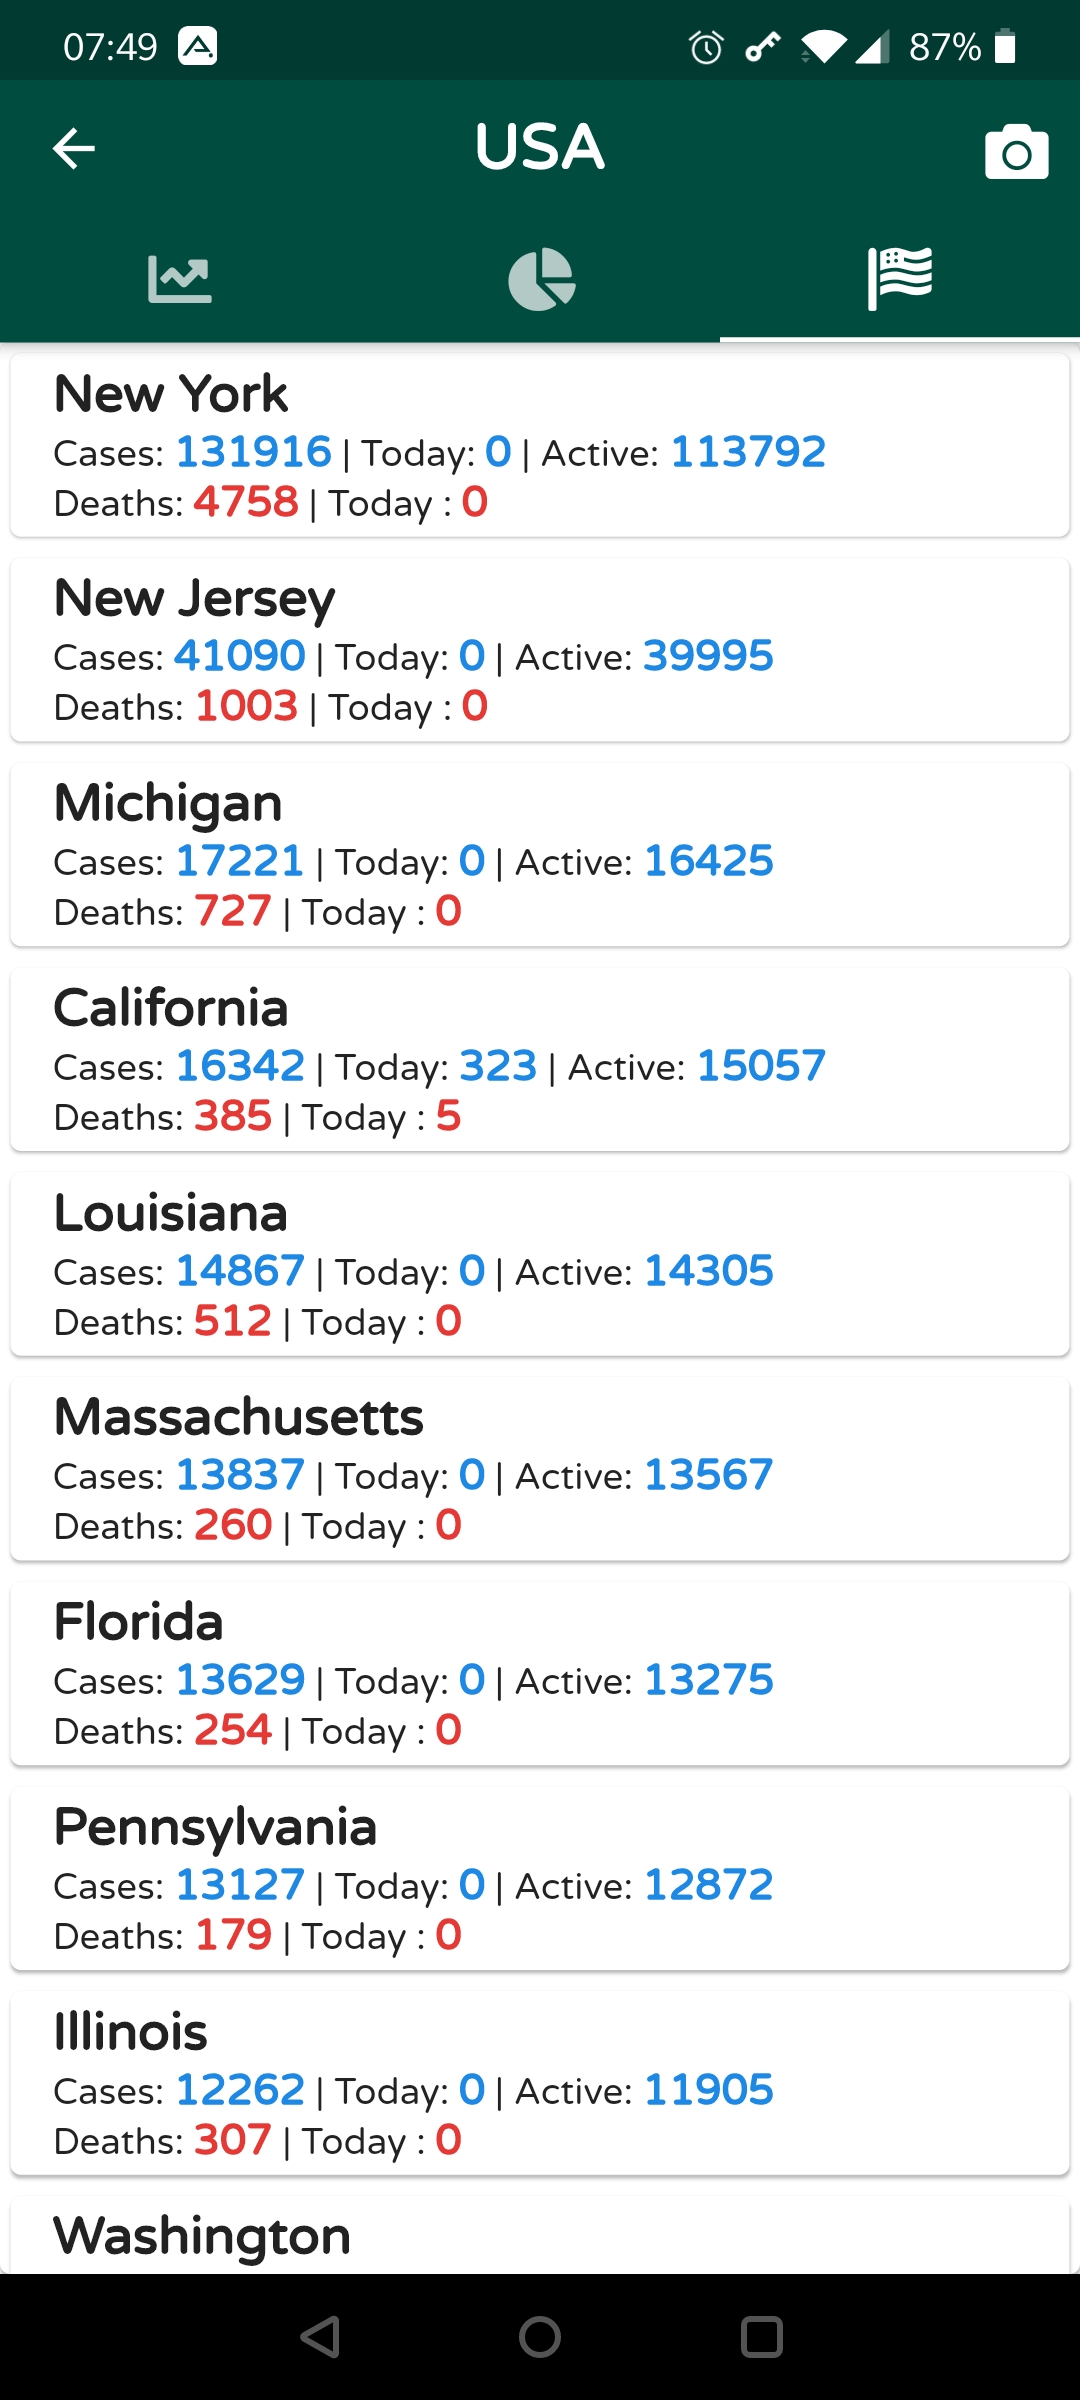 07:49 87%
USA
New York
Cases: 131916 | Today: 0 | Active: 113792
Deaths: 4758 | Today : 0
New Jersey
Cases: 41090 | Today: 0 | Active: 39995
Deaths: 1003 | Today : 0
Michigan
Cases: 17221 | Today: 0 | Active: 16425
Deaths: 727 | Today : 0
California
Cases: 16342 | Today: 323 | Active: 15057
Deaths: 385 | Today : 5
Louisiana
Cases: 14867 | Today: 0 | Active: 14305
Deaths: 512 | Today : 0
Massachusetts
Cases: 13837 | Today: 0 | Active: 13567
Deaths: 260 | Today : 0
Florida
Cases: 13629 | Today: 0 | Active: 13275
Deaths: 254 | Today : 0
Pennsylvania
Cases: 13127 | Today: 0 | Active: 12872
Deaths: 179 | Today : 0
Illinois
Cases: 12262 | Today: 0 | Active: 11905
Deaths: 307 | Today : 0
Washington